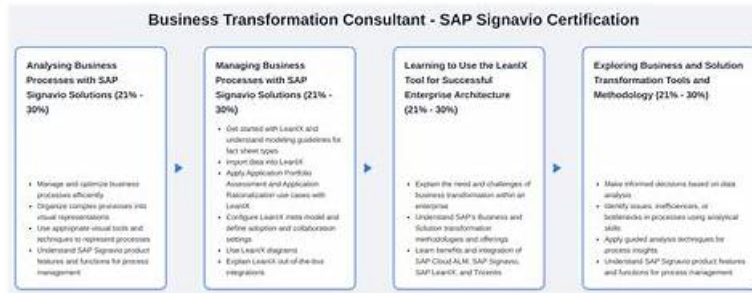 Business Transformation Consultant - SAP Signavio Certification
Analysing Business
Processes with SAP
Signavio Solutions (21% -
30%)
• Manage and optimize business
processes efficiently
• Organize complex processes into
visual representations
• Use appropriate visual tools and
techniques to represent processes
• Understand SAP Signavio product
features and functions for process
management
Managing Business
Processes with SAP
Signavio Solutions (21% -
30%)
• Get started with LeanIX and
understand modeling guidelines for
fact sheet types
• Import data into LeanIX
• Apply Application Portfolio
Assessment and Application
Rationalization use cases with
LeanIX
• Configure LeanIX meta model and
define adoption and collaboration
settings
• Use LeanIX diagrams
• Explain LeanIX out-of-the-box
integrations
Learning to Use the LeanIX
Tool for Successful
Enterprise Architecture
(21% - 30%)
• Explain the need and challenges of
business transformation within an
enterprise
• Understand SAP's Business and
Solution transformation
methodologies and offerings
• Learn benefits and integration of
SAP Cloud ALM, SAP Signavio,
SAP LeanIX, and Tricentis
Exploring Business and Solution
Transformation Tools and
Methodology (21% - 30%)
• Make informed decisions based on data
analysis
• Identify issues, inefficiencies, or
bottlenecks in processes using analytical
skills
• Apply guided analysis techniques for
process insights
• Understand SAP Signavio product features
and functions for process management